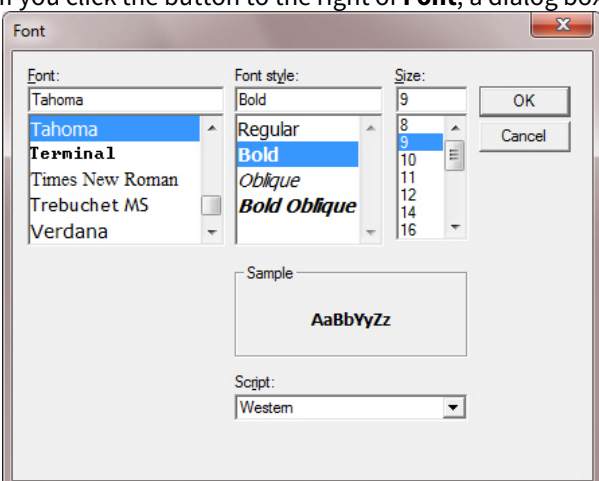 n you click the button to the right of Font, a dialog box
Font
Font:
Tahoma
Tahoma
Terminal
Times New Roman
Trebuchet MS
Verdana
Font style:
Bold
Regular
Bold
Oblique
Bold Oblique
Size:
9
8
9
10
11
12
14
16
OK
Cancel
Sample
AaBbYyZz
Script:
Western